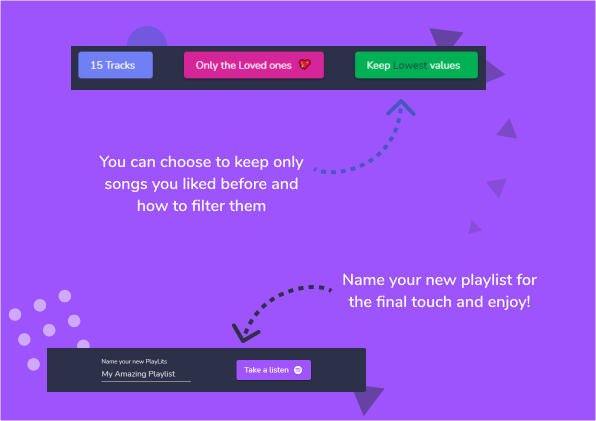 15 Tracks
Only the Loved ones
Keep Lowest values
You can choose to keep only
songs you liked before and
how to filter them
Name your new playlist for
the final touch and enjoy!
Name your new PlayLits
My Amazing Playlist
Take a listen